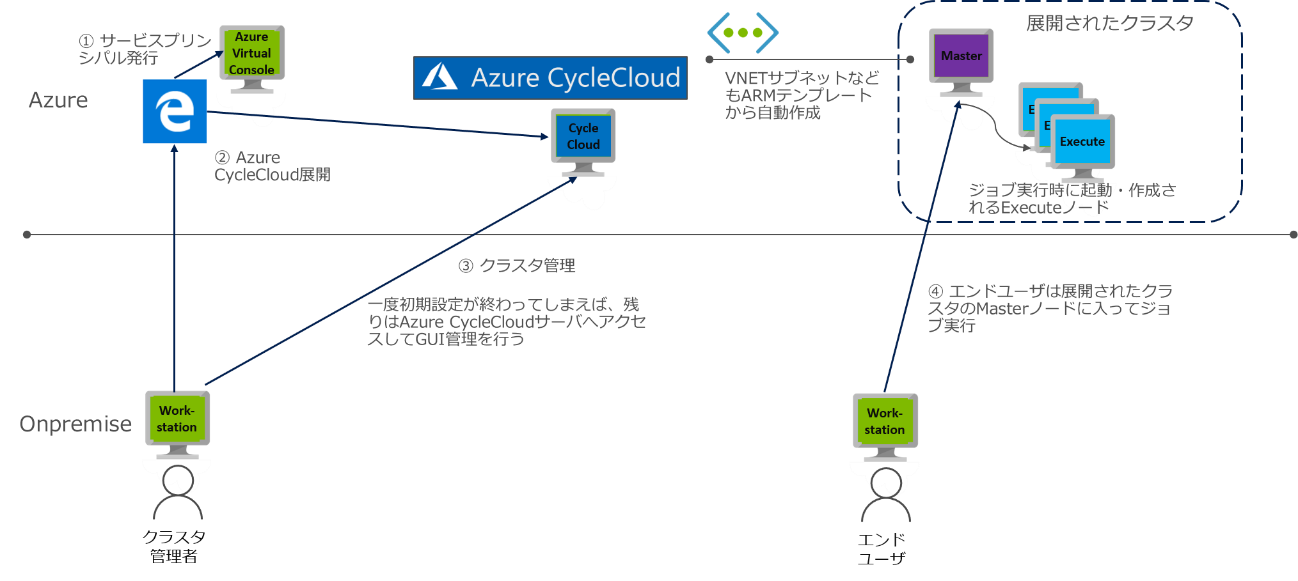 ① サービスプリン
シパル発行
Azure
Virtual
Console
Azure
② Azure
CycleCloud展開
Azure CycleCloud
Cycle
Cloud
VNETサブネットなど
もARMテンプレート
から自動作成
展開されたクラスタ
Master
E
E
Execute
ジョブ実行時に起動・作成さ
れるExecuteノード
③ クラスタ管理
一度初期設定が終わってしまえば、残
りはAzure CycleCloudサーバへアクセ
スしてGUI管理を行う
④ エンドユーザは展開されたクラ
スタのMasterノードに入ってジョ
ブ実行
Onpremise
Work-
station
クラスタ
管理者
Work-
station
エンド
ユーザ